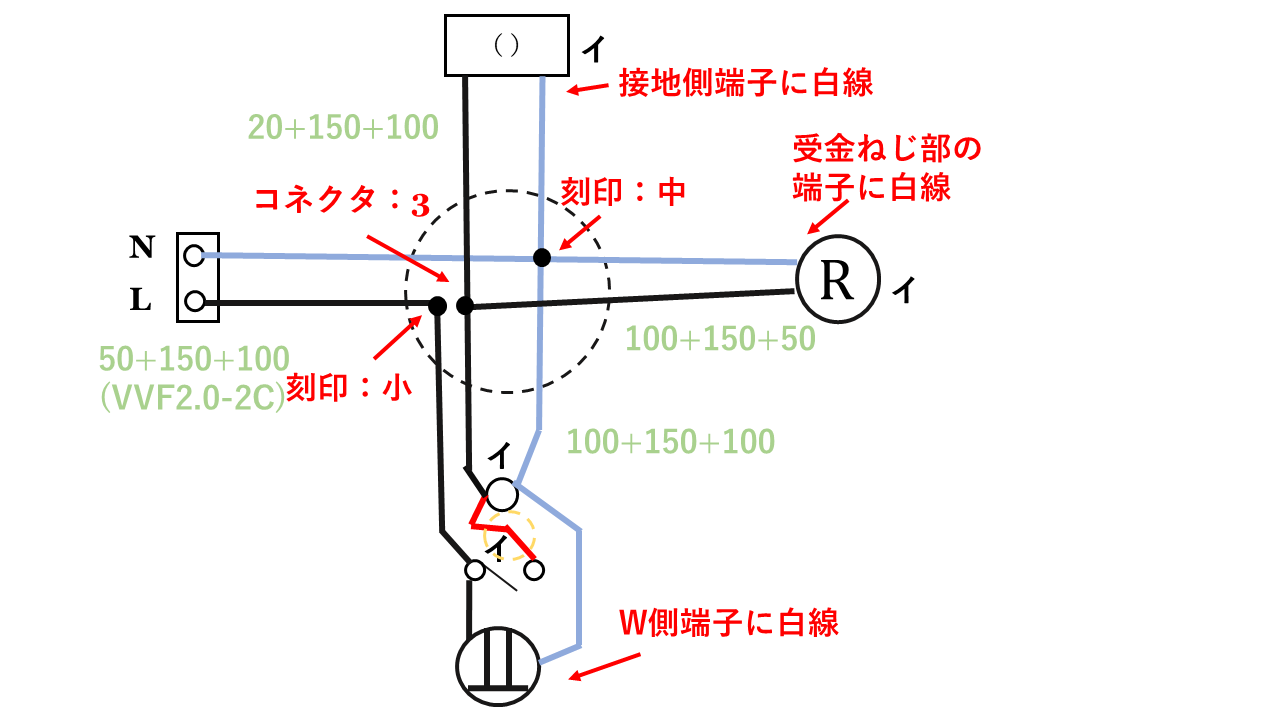 （ ）
イ
接地側端子に白線
20+150+100
受金ねじ部の
端子に白線
コネクタ：3
刻印：中
N
L
R
イ
100+150+50
50+150+100
(VVF2.0-2C)
刻印：小
イ
100+150+100
イ
W側端子に白線